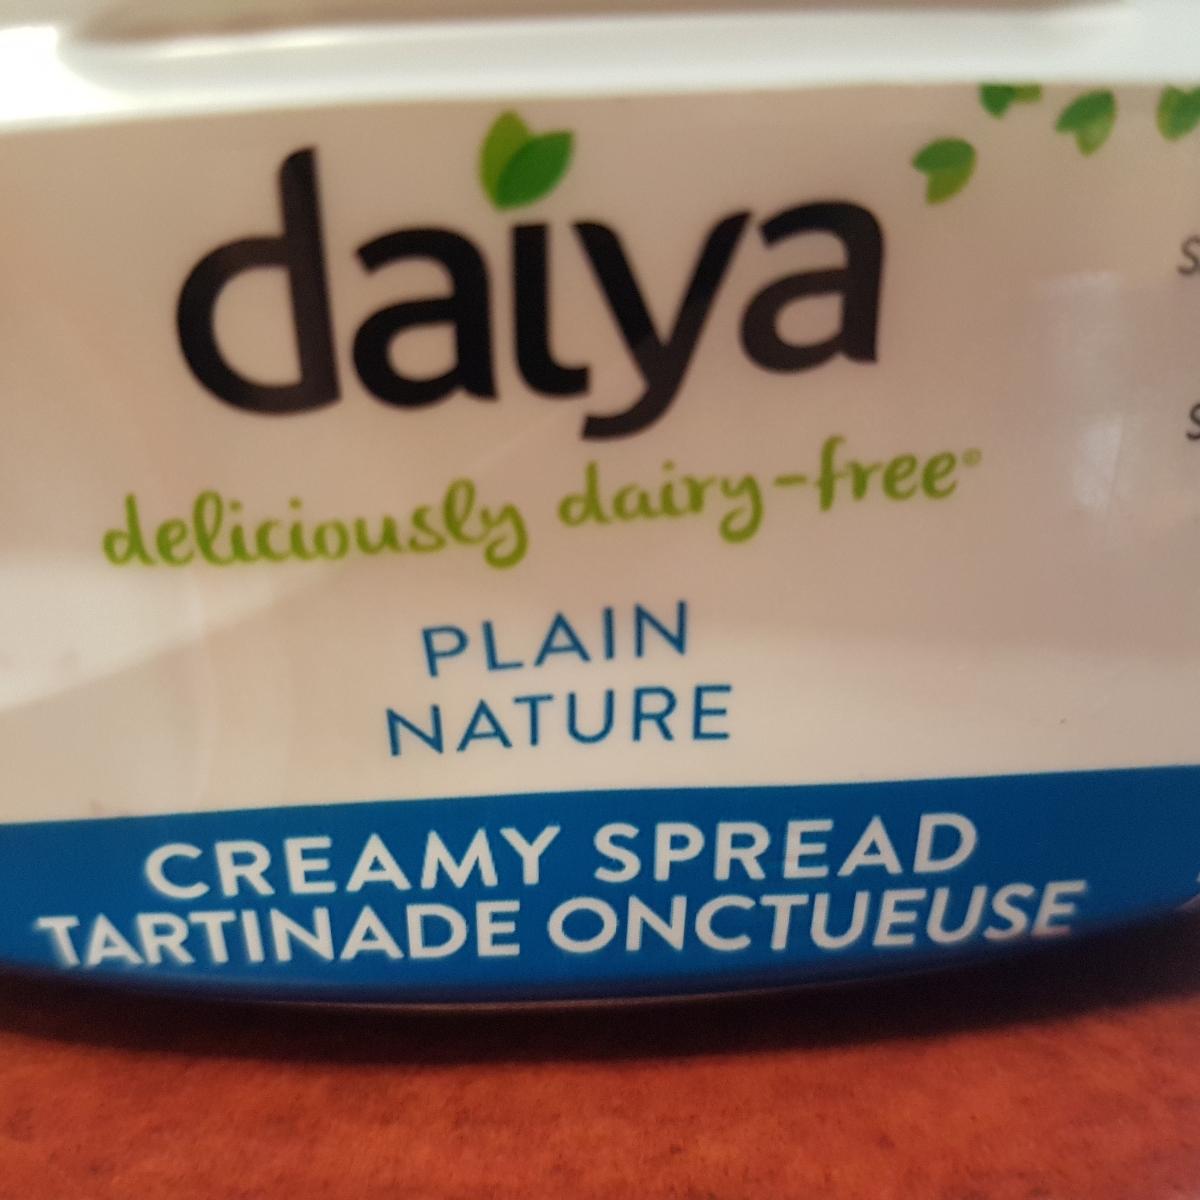 daiya
deliciously dairy-free
PLAIN
NATURE
CREAMY SPREAD
TARTINADE ONCTUEUSE